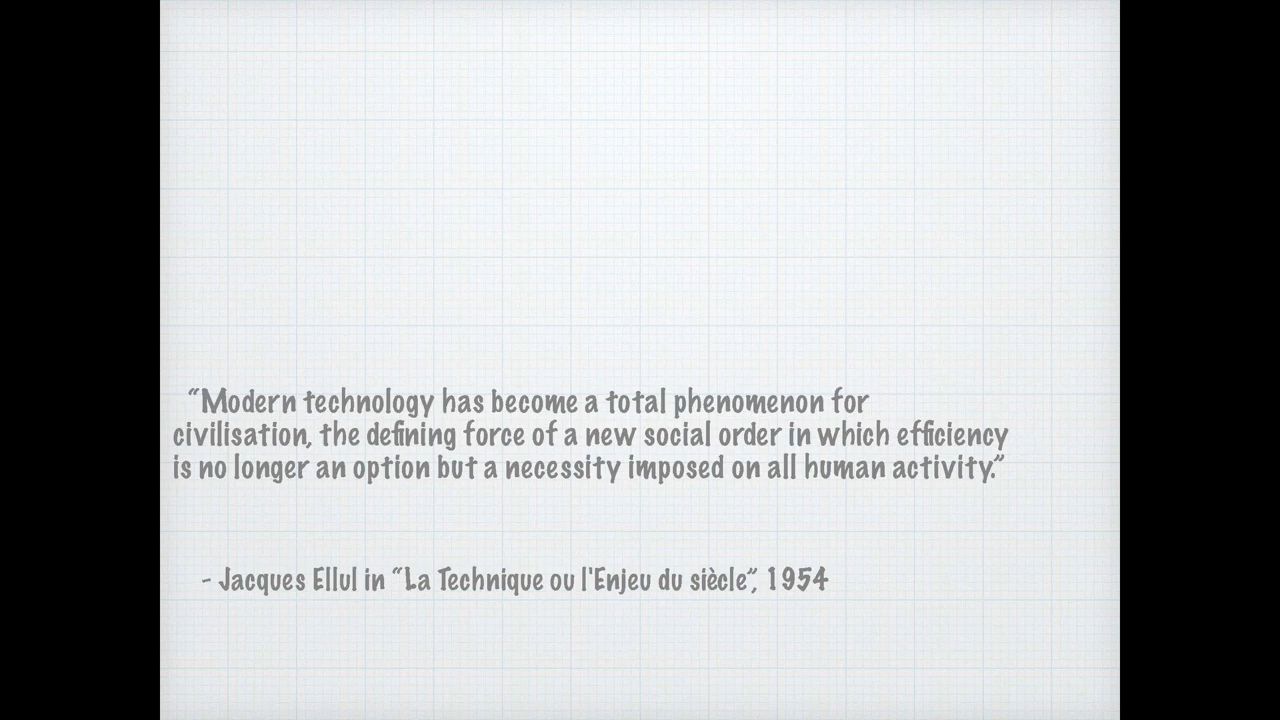 “Modern technology has become a total phenomenon for
civilisation, the defining force of a new social order in which efficiency
is no longer an option but a necessity imposed on all human activity.”
- Jacques Ellul in “La Technique ou l'Enjeu du siècle”, 1954